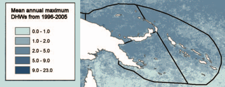 Mean annual maximum
DHWs from 1996-2005
0.0 - 1.0
1.0 - 2.0
2.0 - 5.0
5.0 - 9.0
9.0 - 23.0